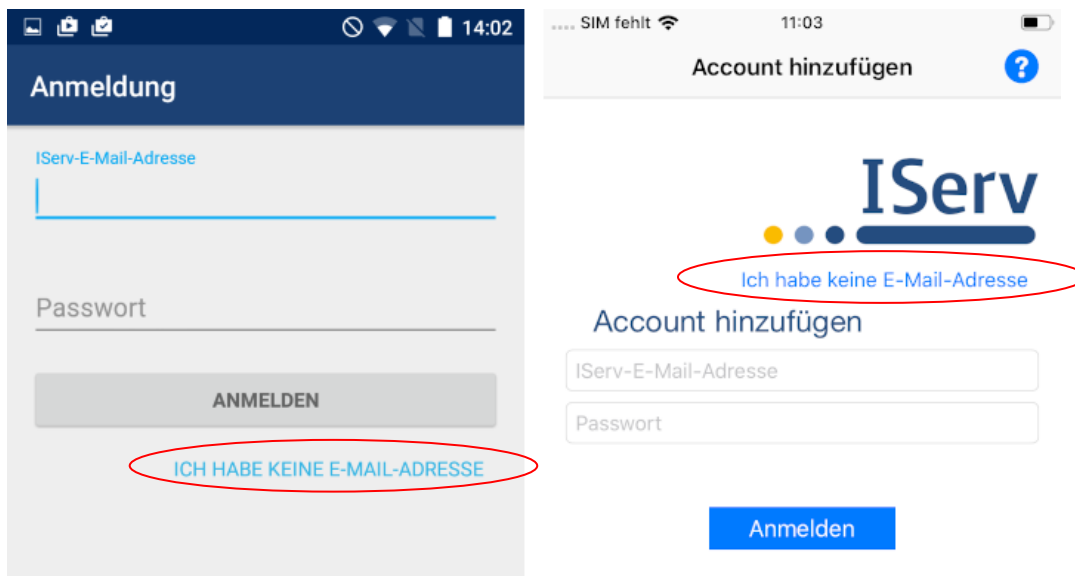 14:02
Anmeldung
IServ-E-Mail-Adresse
Passwort
ANMELDEN
ICH HABE KEINE E-MAIL-ADRESSE
.... SIM fehlt 11:03
Account hinzufügen ?
IServ
Ich habe keine E-Mail-Adresse
Account hinzufügen
IServ-E-Mail-Adresse
Passwort
Anmelden